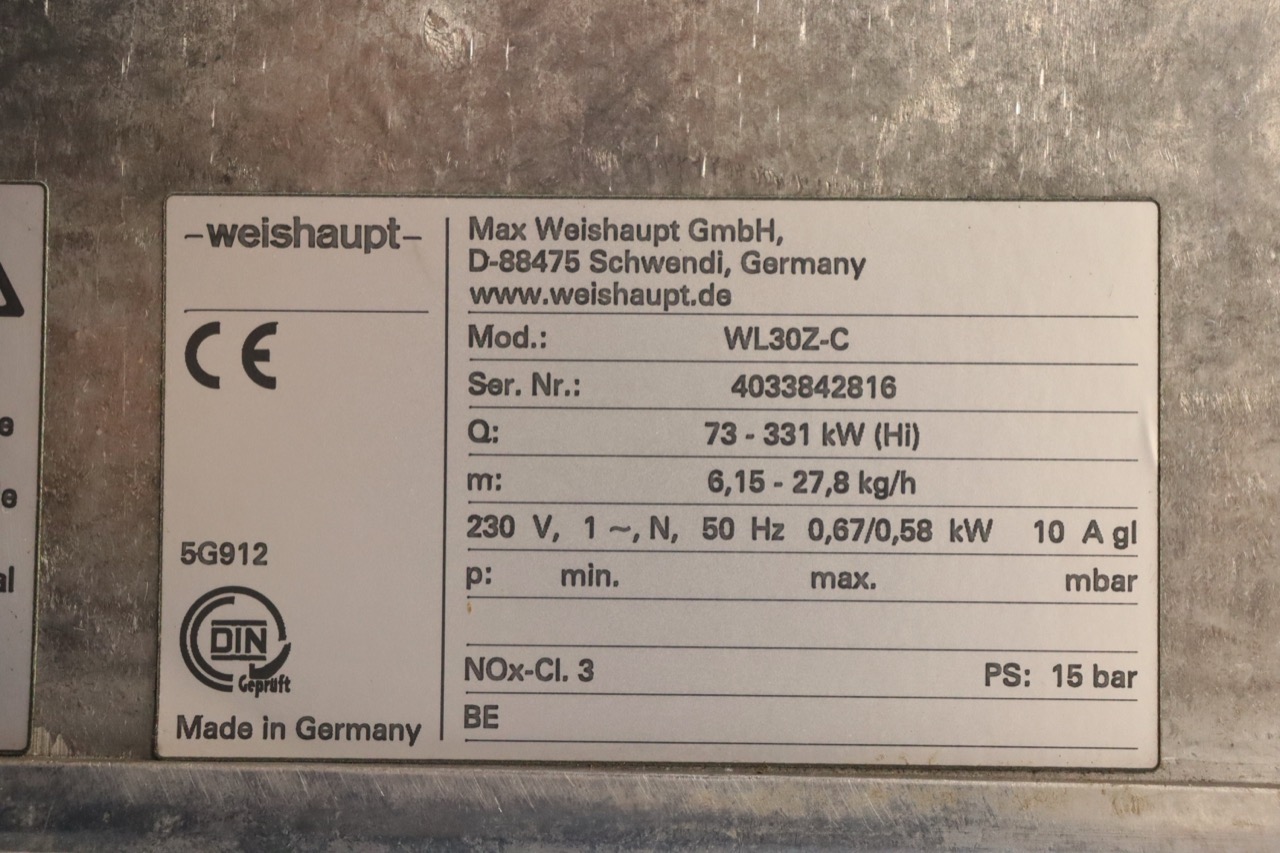 -weishaupt-
Max Weishaupt GmbH,
D-88475 Schwendi, Germany
www.weishaupt.de
CE
Mod.: WL30Z-C
Ser. Nr.: 4033842816
Q: 73 - 331 kW (Hi)
m: 6,15 - 27,8 kg/h
230 V, 1 ~, N, 50 Hz 0,67/0,58 kW 10 A gl
p: min. max. mbar
NOx-Cl. 3 PS: 15 bar
BE
5G912
DIN
Geprüft
Made in Germany